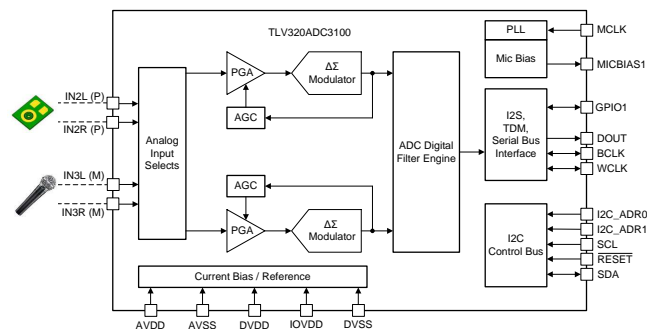 TLV320ADC3100
PLL
MCLK
Mic Bias
MICBIAS1
PGA
ΔΣ
Modulator
AGC
IN2L (P)
IN2R (P)
Analog
Input
Selects
ADC Digital
Filter Engine
I2S,
TDM,
Serial Bus
Interface
GPIO1
DOUT
BCLK
WCLK
IN3L (M)
IN3R (M)
AGC
PGA
ΔΣ
Modulator
I2C
Control Bus
I2C_ADR0
I2C_ADR1
SCL
RESET
SDA
Current Bias / Reference
AVDD
AVSS
DVDD
IOVDD
DVSS